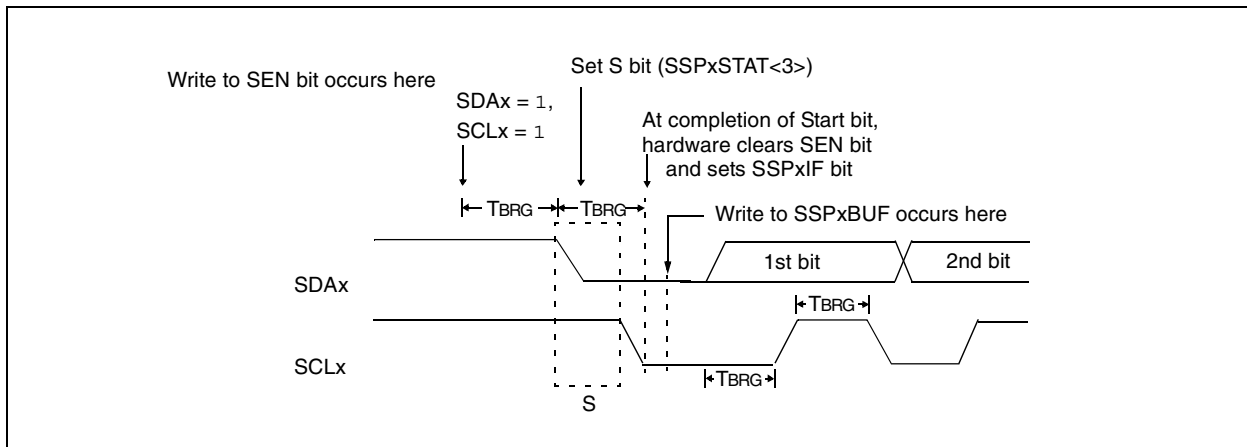 Write to SEN bit occurs here
Set S bit (SSPxSTAT<3>)
SDAx = 1,
SCLx = 1
At completion of Start bit,
hardware clears SEN bit
and sets SSPxIF bit
TBRG
TBRG
Write to SSPxBUF occurs here
SDAx
1st bit
2nd bit
TBRG
SCLx
TBRG
S